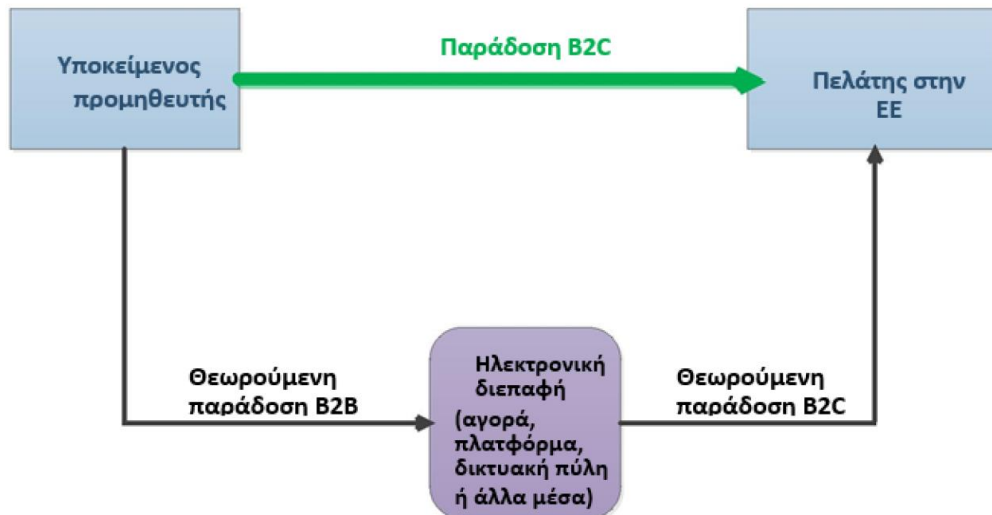 Παράδοση B2C
Υποκείμενος
προμηθευτής
Πελάτης στην
ΕΕ
Θεωρούμενη
παράδοση B2B
Ηλεκτρονική
διεπαφή
(αγορά,
πλατφόρμα,
δικτυακή πύλη
ή άλλα μέσα)
Θεωρούμενη
παράδοση B2C